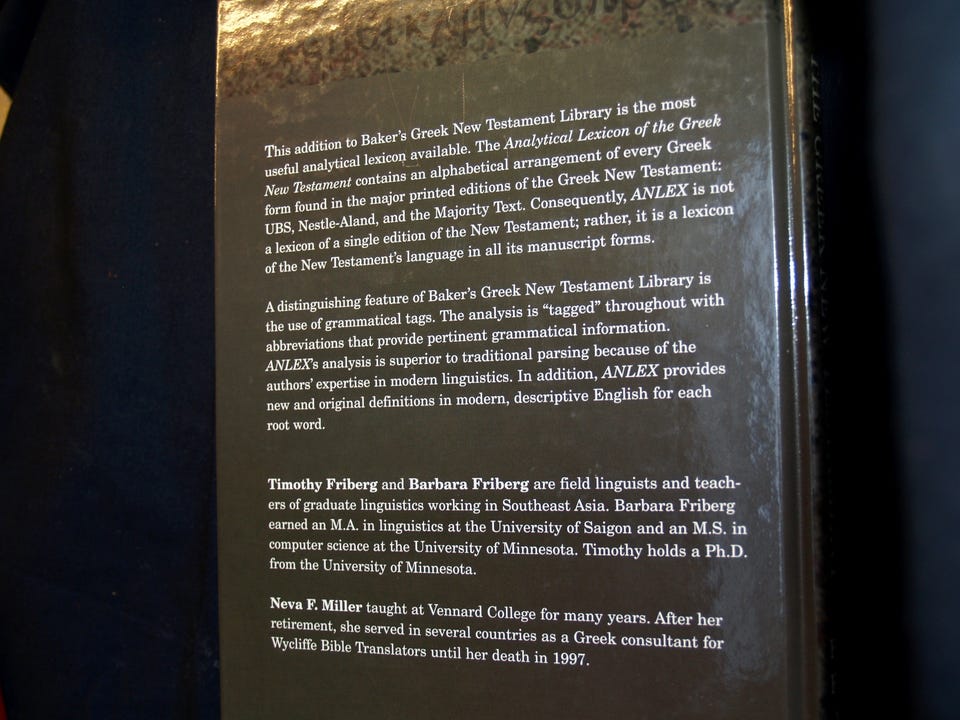 This addition to Baker's Greek New Testament Library is the most
useful analytical lexicon available. The Analytical Lexicon of the Greek
New Testament contains an alphabetical arrangement of every Greek
form found in the major printed editions of the Greek New Testament:
UBS, Nestle-Aland, and the Majority Text. Consequently, ANLEX is not
a lexicon of a single edition of the New Testament; rather, it is a lexicon
of the New Testament's language in all its manuscript forms.
A distinguishing feature of Baker's Greek New Testament Library is
the use of grammatical tags. The analysis is “tagged” throughout with
abbreviations that provide pertinent grammatical information.
ANLEX's analysis is superior to traditional parsing because of the
authors' expertise in modern linguistics. In addition, ANLEX provides
new and original definitions in modern, descriptive English for each
root word.
Timothy Friberg and Barbara Friberg are field linguists and teach-
ers of graduate linguistics working in Southeast Asia. Barbara Friberg
earned an M.A. in linguistics at the University of Saigon and an M.S. in
computer science at the University of Minnesota. Timothy holds a Ph.D.
from the University of Minnesota.
Neva F. Miller taught at Vennard College for many years. After her
retirement, she served in several countries as a Greek consultant for
Wycliffe Bible Translators until her death in 1997.